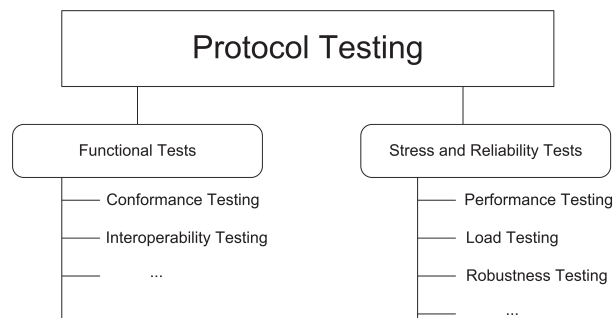 Protocol Testing
Functional Tests
Conformance Testing
Interoperability Testing
...
Stress and Reliability Tests
Performance Testing
Load Testing
Robustness Testing
...